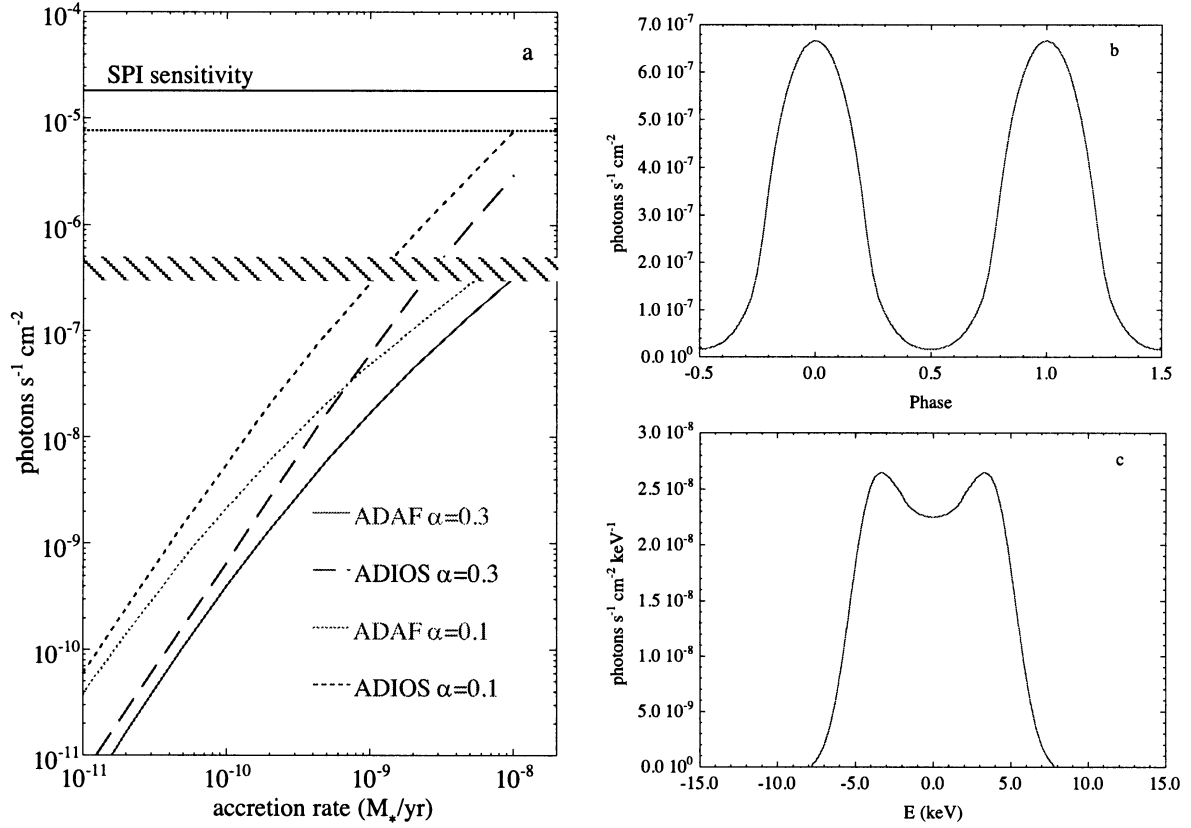 a
10⁻⁴
SPI sensitivity
10⁻⁵
10⁻⁶
10⁻⁷
10⁻⁸
10⁻⁹
10⁻¹⁰
10⁻¹¹
photons s⁻¹ cm⁻²
ADAF α=0.3
ADIOS α=0.3
ADAF α=0.1
ADIOS α=0.1
10⁻¹¹ 10⁻¹⁰ 10⁻⁹ 10⁻⁸
accretion rate (M*/yr)
b
7.0 10⁻⁷
6.0 10⁻⁷
5.0 10⁻⁷
4.0 10⁻⁷
3.0 10⁻⁷
2.0 10⁻⁷
1.0 10⁻⁷
0.0 10⁰
photons s⁻¹ cm⁻²
-0.5 0.0 0.5 1.0 1.5
Phase
c
3.0 10⁻⁸
2.5 10⁻⁸
2.0 10⁻⁸
1.5 10⁻⁸
1.0 10⁻⁸
5.0 10⁻⁹
0.0 10⁰
photons s⁻¹ cm⁻² keV⁻¹
-15.0 -10.0 -5.0 0.0 5.0 10.0 15.0
E (keV)